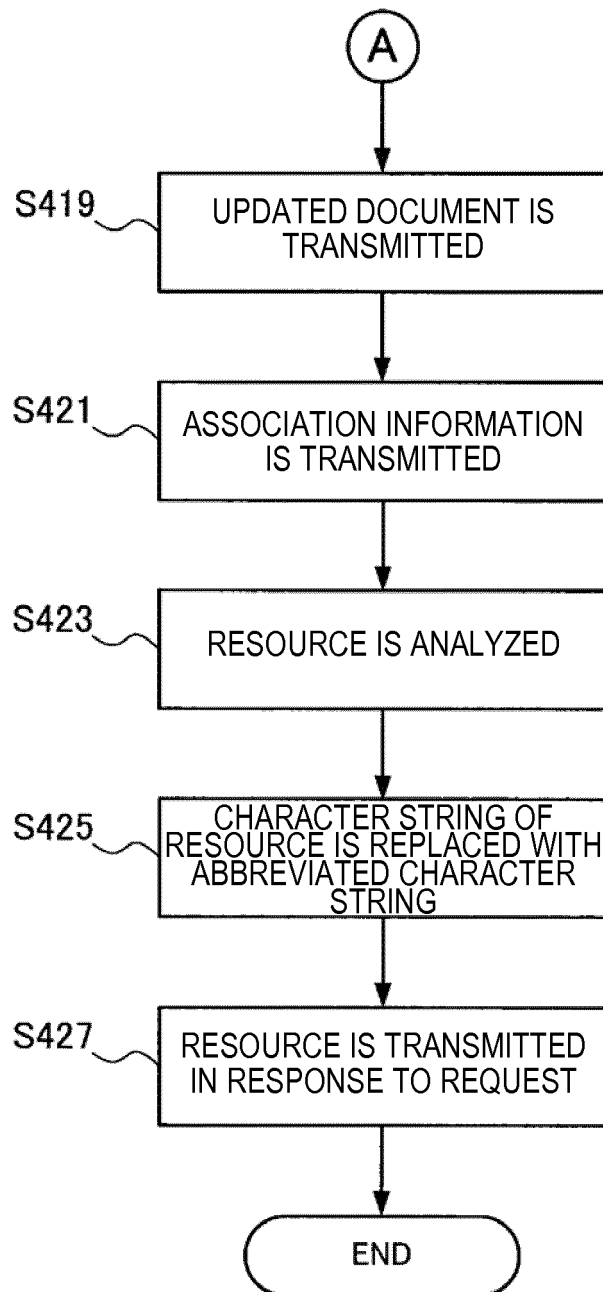 A
S419
UPDATED DOCUMENT IS
TRANSMITTED
S421
ASSOCIATION INFORMATION
IS TRANSMITTED
S423
RESOURCE IS ANALYZED
S425
CHARACTER STRING OF
RESOURCE IS REPLACED WITH
ABBREVIATED CHARACTER
STRING
S427
RESOURCE IS TRANSMITTED
IN RESPONSE TO REQUEST
END